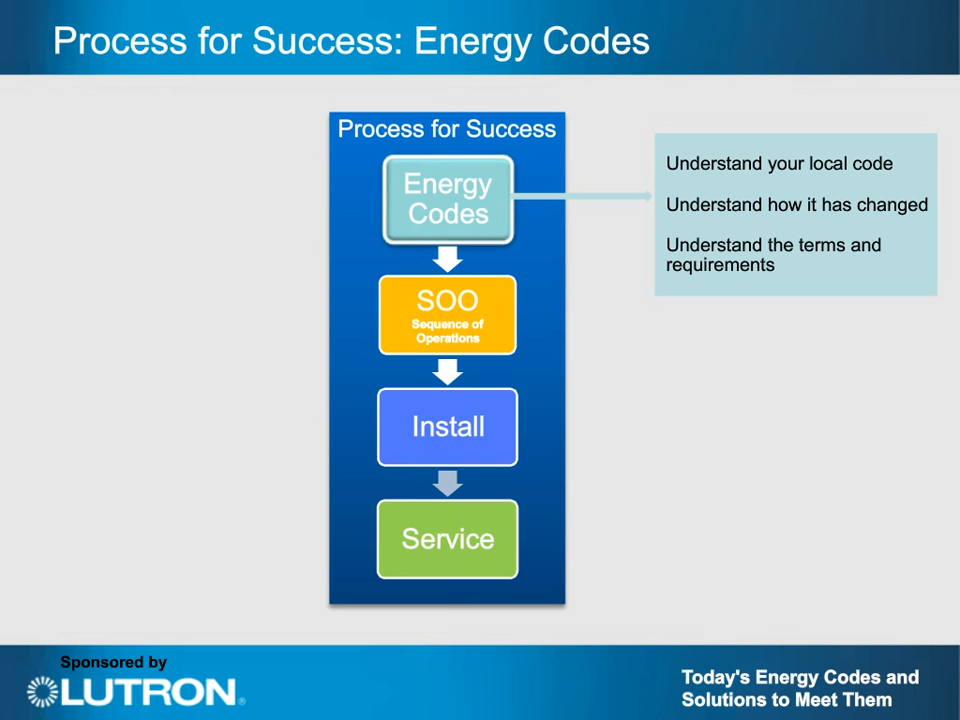 Process for Success: Energy Codes
Process for Success
Energy
Codes
Understand your local code
Understand how it has changed
Understand the terms and
requirements
SOO
Sequence of
Operations
Install
Service
Sponsored by
LUTRON®
Today's Energy Codes and
Solutions to Meet Them